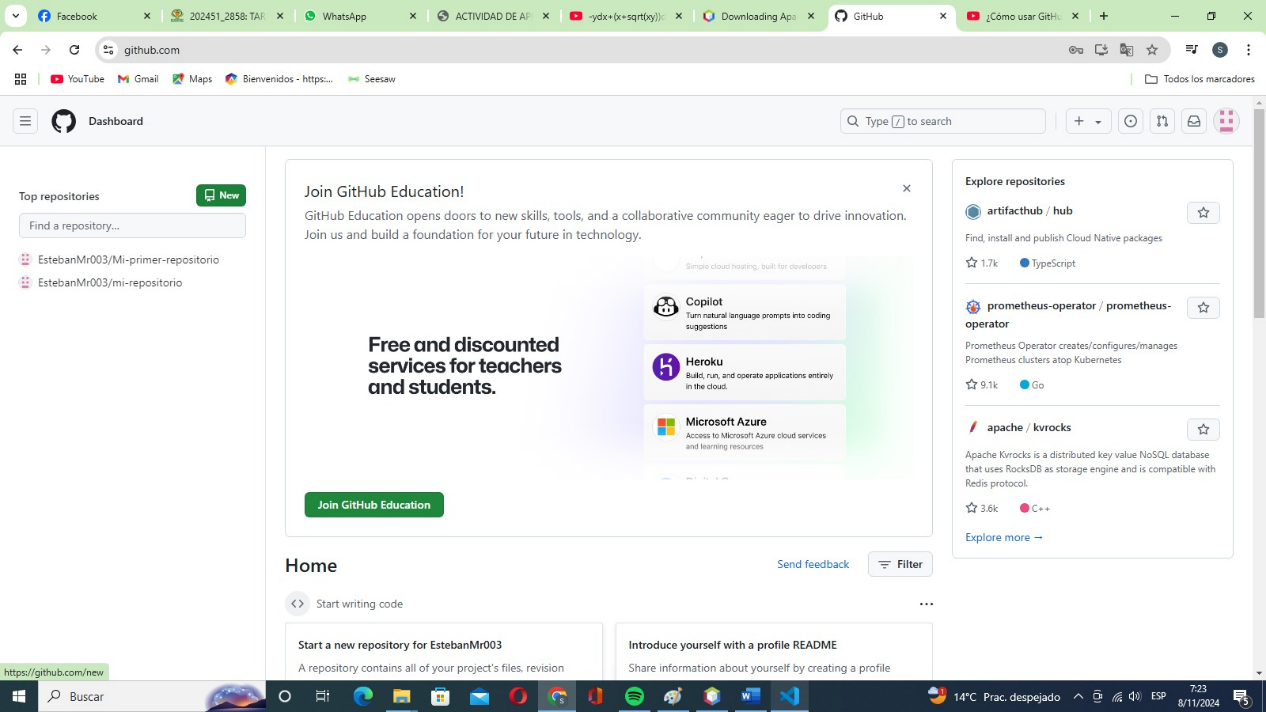 Facebook
202451_2858: TAR
WhatsApp
ACTIVIDAD DE AP
-ydx+(x+sqrt(xy))d
Downloading Apa
GitHub
¿Cómo usar GitHu
github.com
YouTube
Gmail
Maps
Bienvenidos - https:...
Seesaw
Todos los marcadores
Dashboard
Type / to search
Top repositories
New
Find a repository...
EstebanMr003/Mi-primer-repositorio
EstebanMr003/mi-repositorio
Join GitHub Education!
GitHub Education opens doors to new skills, tools, and a collaborative community eager to drive innovation.
Join us and build a foundation for your future in technology.
Free and discounted
services for teachers
and students.
Simple cloud hosting, built for developers
Copilot
Turn natural language prompts into coding
suggestions
Heroku
Build, run, and operate applications entirely
in the cloud.
Microsoft Azure
Access to Microsoft Azure cloud services
and learning resources
Join GitHub Education
Home
Send feedback
Filter
Start writing code
Start a new repository for EstebanMr003
A repository contains all of your project's files, revision
Introduce yourself with a profile README
Share information about yourself by creating a profile
Explore repositories
artifacthub / hub
Find, install and publish Cloud Native packages
1.7k TypeScript
prometheus-operator / prometheus-
operator
Prometheus Operator creates/configures/manages
Prometheus clusters atop Kubernetes
9.1k Go
apache / kvrocks
Apache Kvrocks is a distributed key value NoSQL database
that uses RocksDB as storage engine and is compatible with
Redis protocol.
3.6k C++
Explore more →
https://github.com/new
Buscar
14°C Prac. despejado
ESP
7:23
8/11/2024
5